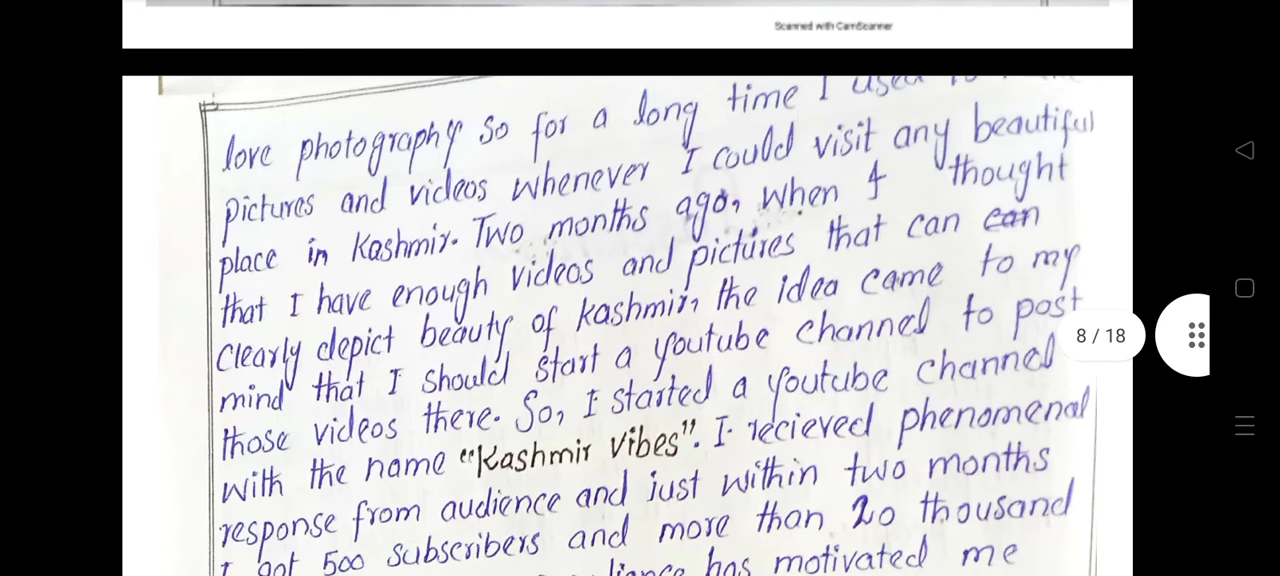 Scanned with CamScanner
love photography so for a long time I used to
pictures and videos whenever I could visit any beautiful
place in Kashmir. Two months ago, when I thought
that I have enough videos and pictures that can can
clearly depict beauty of Kashmir, the idea came to my
mind that I should start a youtube channel to post
those videos there. So, I started a youtube channel
with the name "Kashmir vibes". I recieved phenomenal
response from audience and just within two months
I got 500 subscribers and more than 20 thousand
has motivated me
8 / 18